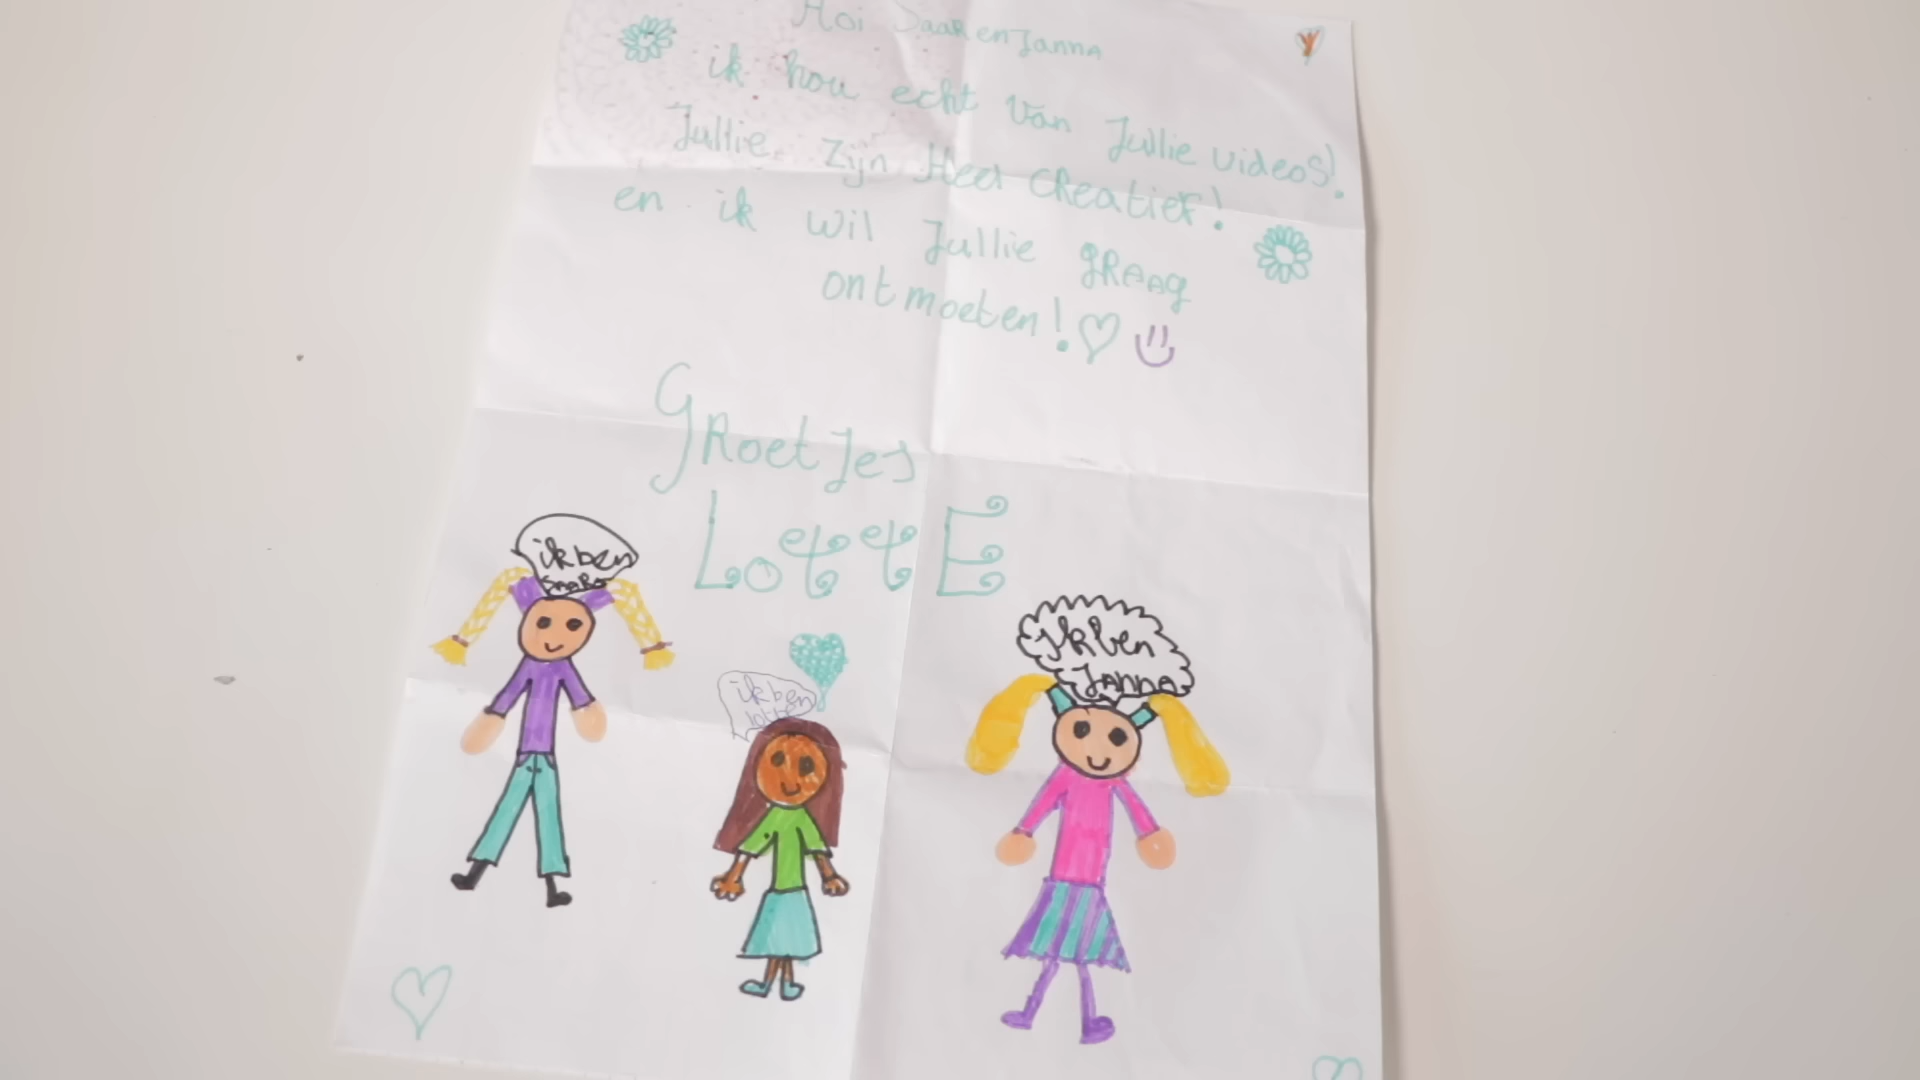 Hoi Saar en Janna
ik hou echt van Jullie videos!
Jullie zijn Heel CReatief!
en ik wil Jullie gRaag
ontmoeten!
GRoetjes
LottE
ik ben
SAAR
ik ben
lotte
Ik ben
Janna